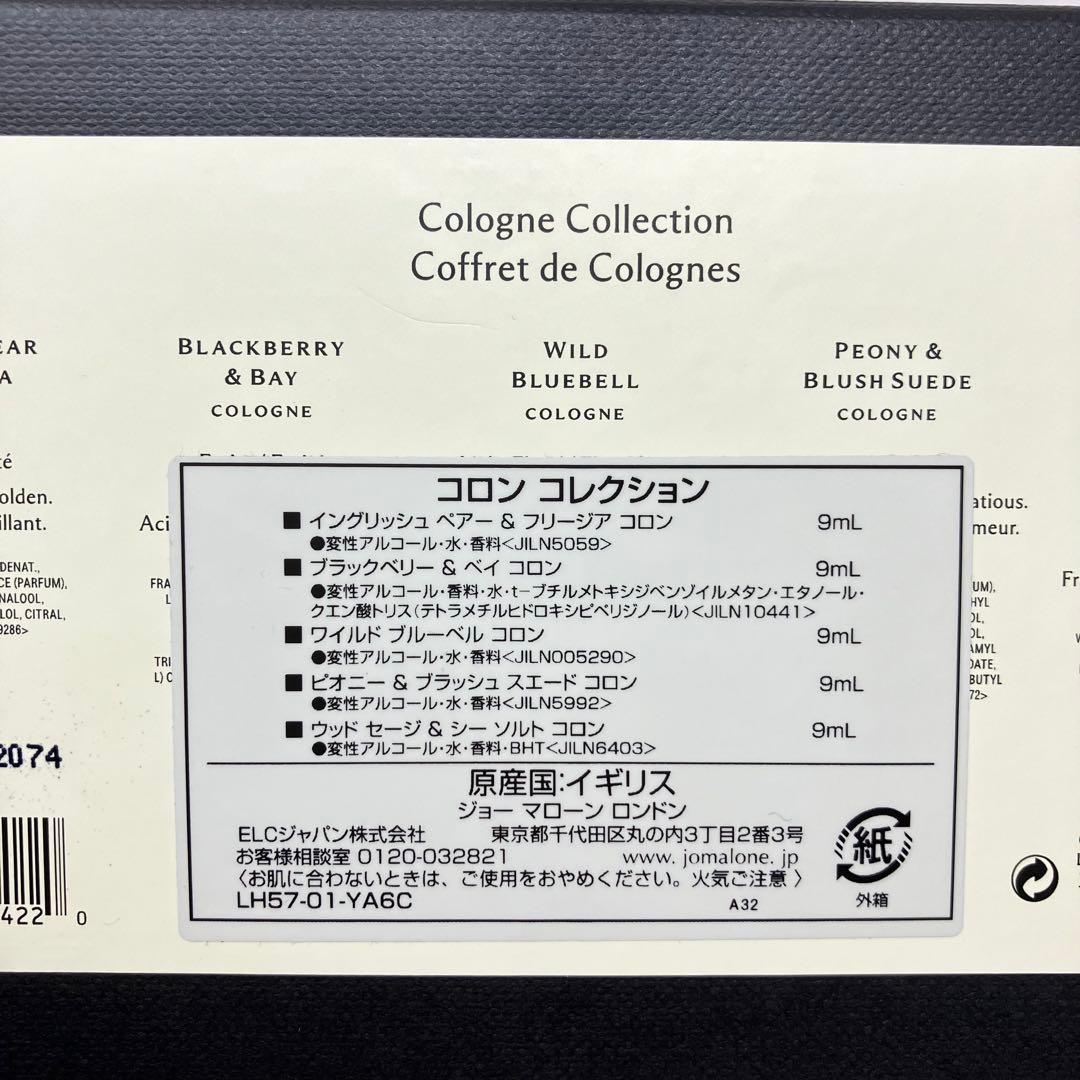 Cologne Collection
Coffret de Colognes
EAR
A
BLACKBERRY
& BAY
COLOGNE
WILD
BLUEBELL
COLOGNE
PEONY &
BLUSH SUEDE
COLOGNE
té
olden.
illant.
Aci
atious.
meur.
DENAT.,
CE (PARFUM),
NALOOL,
LOL, CITRAL,
9286>
FRA
L
TRI
L) C
UM),
HYL
OL,
OL,
AMYL
OATE,
BUTYL
72>
Fr
コロン コレクション
■ イングリッシュ ペアー & フリージア コロン 9mL
●変性アルコール・水・香料<JILN5059>
■ ブラックベリー & ベイ コロン 9mL
●変性アルコール・香料・水・t−ブチルメトキシジベンゾイルメタン・エタノール・
クエン酸トリス(テトラメチルヒドロキシピペリジノール)<JILN10441>
■ ワイルド ブルーベル コロン 9mL
●変性アルコール・水・香料<JILN005290>
■ ピオニー & ブラッシュ スエード コロン 9mL
●変性アルコール・水・香料<JILN5992>
■ ウッド セージ & シー ソルト コロン 9mL
●変性アルコール・水・香料・BHT<JILN6403>
原産国:イギリス
ジョー マローン ロンドン
ELCジャパン株式会社 東京都千代田区丸の内3丁目2番3号
お客様相談室 0120-032821 www. jomalone. jp
〈お肌に合わないときは、ご使用をおやめください。火気ご注意 〉
LH57-01-YA6C A32
紙
外箱
2074
422 0